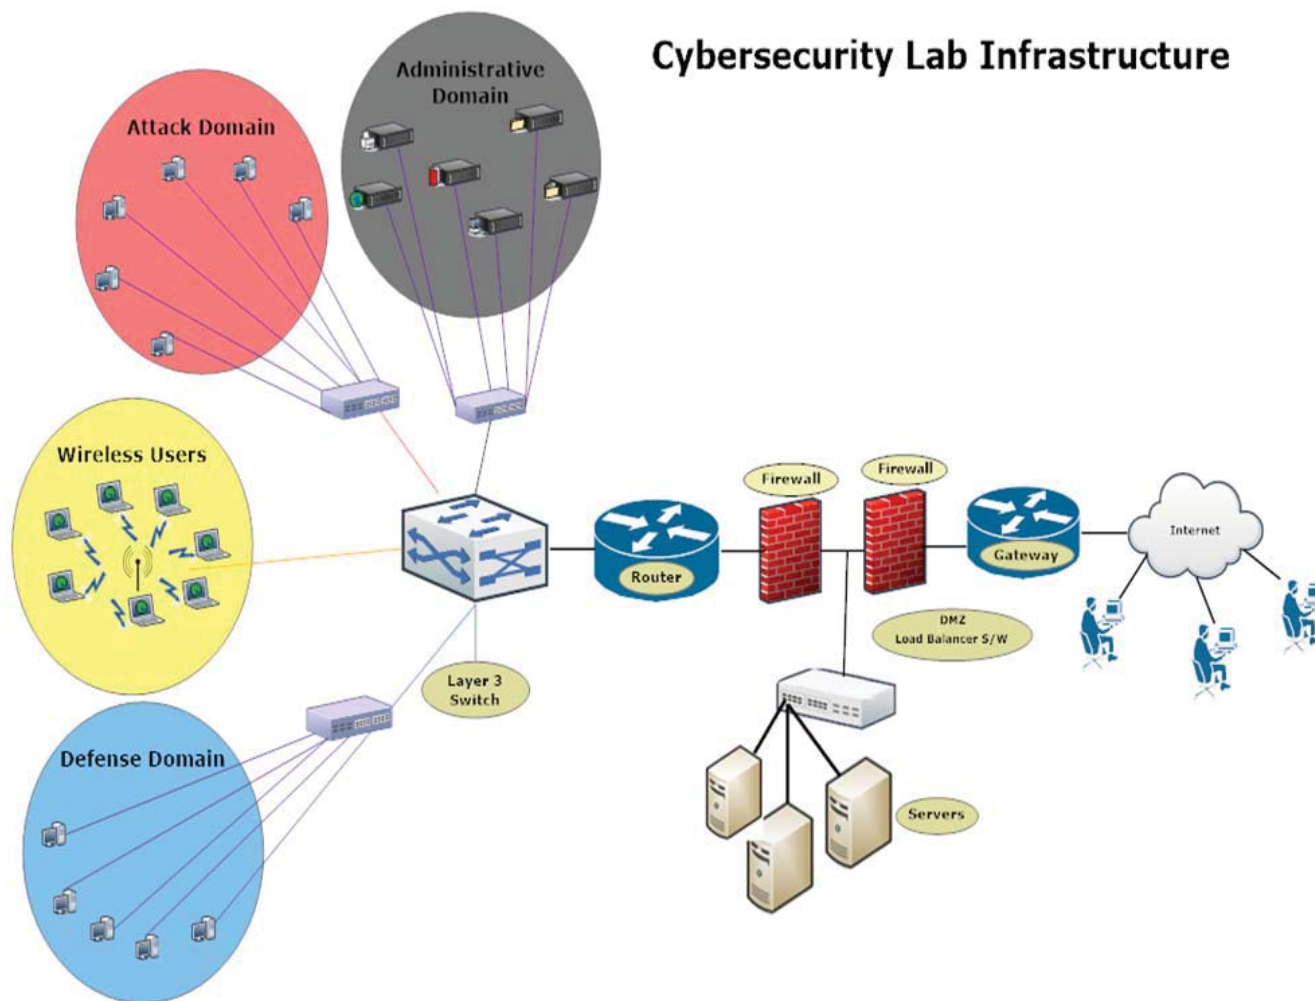 Cybersecurity Lab Infrastructure
Administrative
Domain
Attack Domain
Wireless Users
Firewall
Firewall
Internet
Gateway
Router
DMZ
Load Balancer S/W
Layer 3
Switch
Defense Domain
Servers